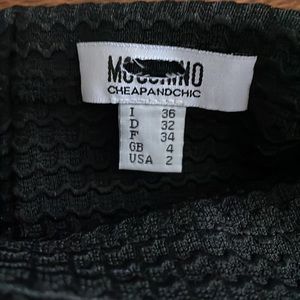 MOSCHINO
CHEAPANDCHIC
I 36
D 32
F 34
GB 4
USA 2